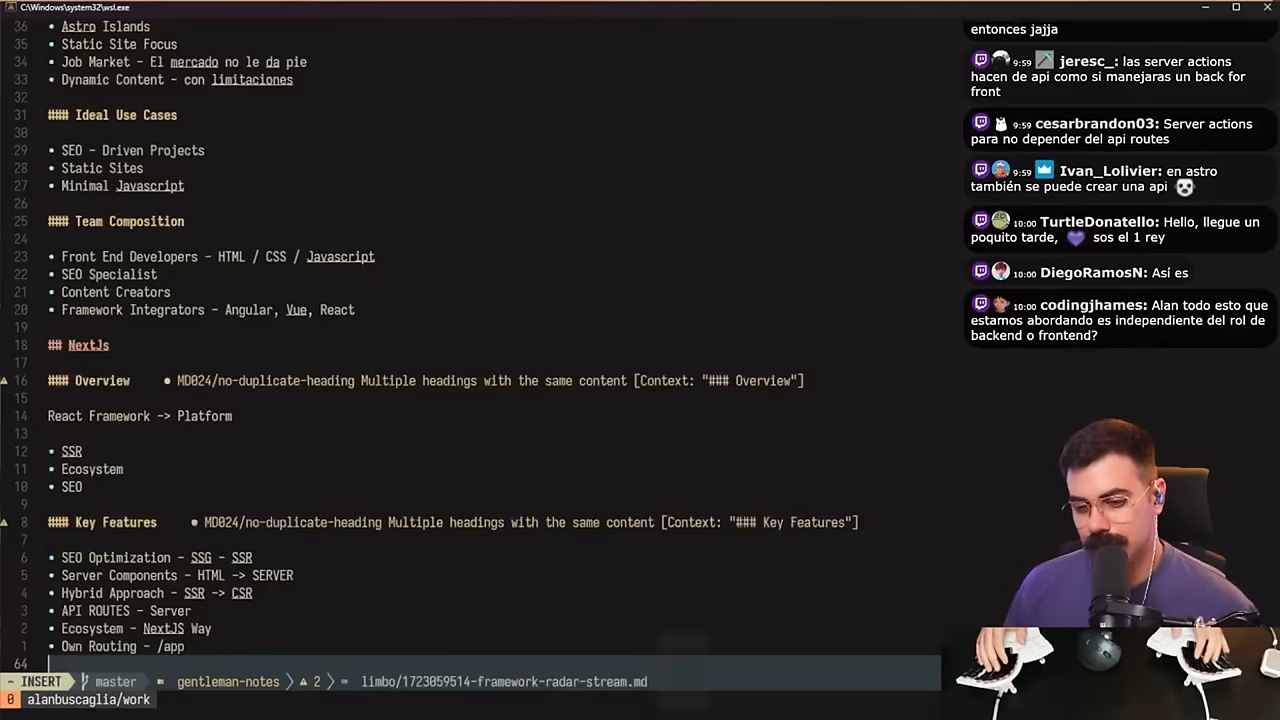 C:\Windows\system32\wsl.exe
36 • Astro Islands
35 • Static Site Focus
34 • Job Market - El mercado no le da pie
33 • Dynamic Content - con limitaciones
32
31 ### Ideal Use Cases
30
29 • SEO - Driven Projects
28 • Static Sites
27 • Minimal Javascript
26
25 ### Team Composition
24
23 • Front End Developers - HTML / CSS / Javascript
22 • SEO Specialist
21 • Content Creators
20 • Framework Integrators - Angular, Vue, React
19
18 ## NextJs
17
16 ### Overview ● MD024/no-duplicate-heading Multiple headings with the same content [Context: "### Overview"]
15
14 React Framework -> Platform
13
12 • SSR
11 • Ecosystem
10 • SEO
9
8 ### Key Features ● MD024/no-duplicate-heading Multiple headings with the same content [Context: "### Key Features"]
7
6 • SEO Optimization - SSG - SSR
5 • Server Components - HTML -> SERVER
4 • Hybrid Approach - SSR -> CSR
3 • API ROUTES - Server
2 • Ecosystem - NextJS Way
1 • Own Routing - /app
64
- INSERT master gentleman-notes 2 limbo/1723059514-framework-radar-stream.md
0 alanbuscaglia/work
entonces jajja
9:59 jeresc_: las server actions
hacen de api como si manejaras un back for
front
9:59 cesarbrandon03: Server actions
para no depender del api routes
9:59 Ivan_Lolivier: en astro
también se puede crear una api
10:00 TurtleDonatello: Hello, llegue un
poquito tarde, sos el 1 rey
10:00 DiegoRamosN: Así es
10:00 codingjhames: Alan todo esto que
estamos abordando es independiente del rol de
backend o frontend?